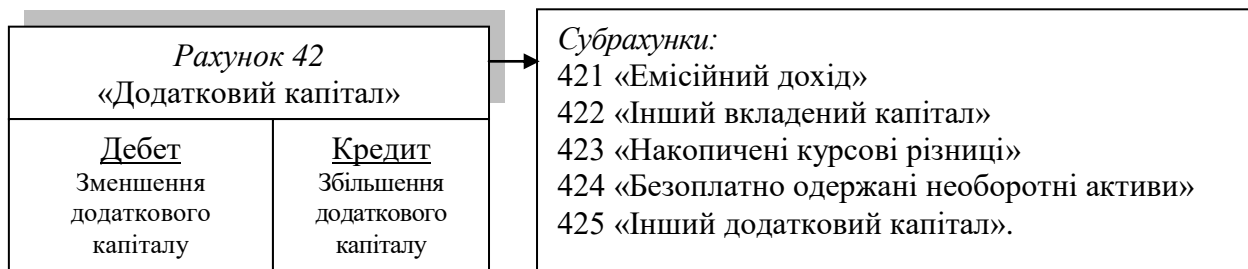 Рахунок 42
«Додатковий капітал»
Дебет
Зменшення
додаткового
капіталу
Кредит
Збільшення
додаткового
капіталу
Субрахунки:
421 «Емісійний дохід»
422 «Інший вкладений капітал»
423 «Накопичені курсові різниці»
424 «Безоплатно одержані необоротні активи»
425 «Інший додатковий капітал».